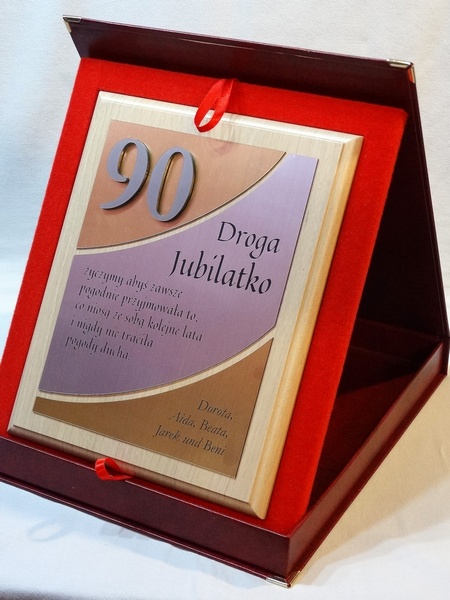 90
Droga
Jubilatko
życzymy abyś zawsze
pogodnie przyjmowała to,
co niosą ze sobą kolejne lata
i nigdy nie traciła
pogody ducha
Dorota,
Aida, Beata,
Jarek und Beni